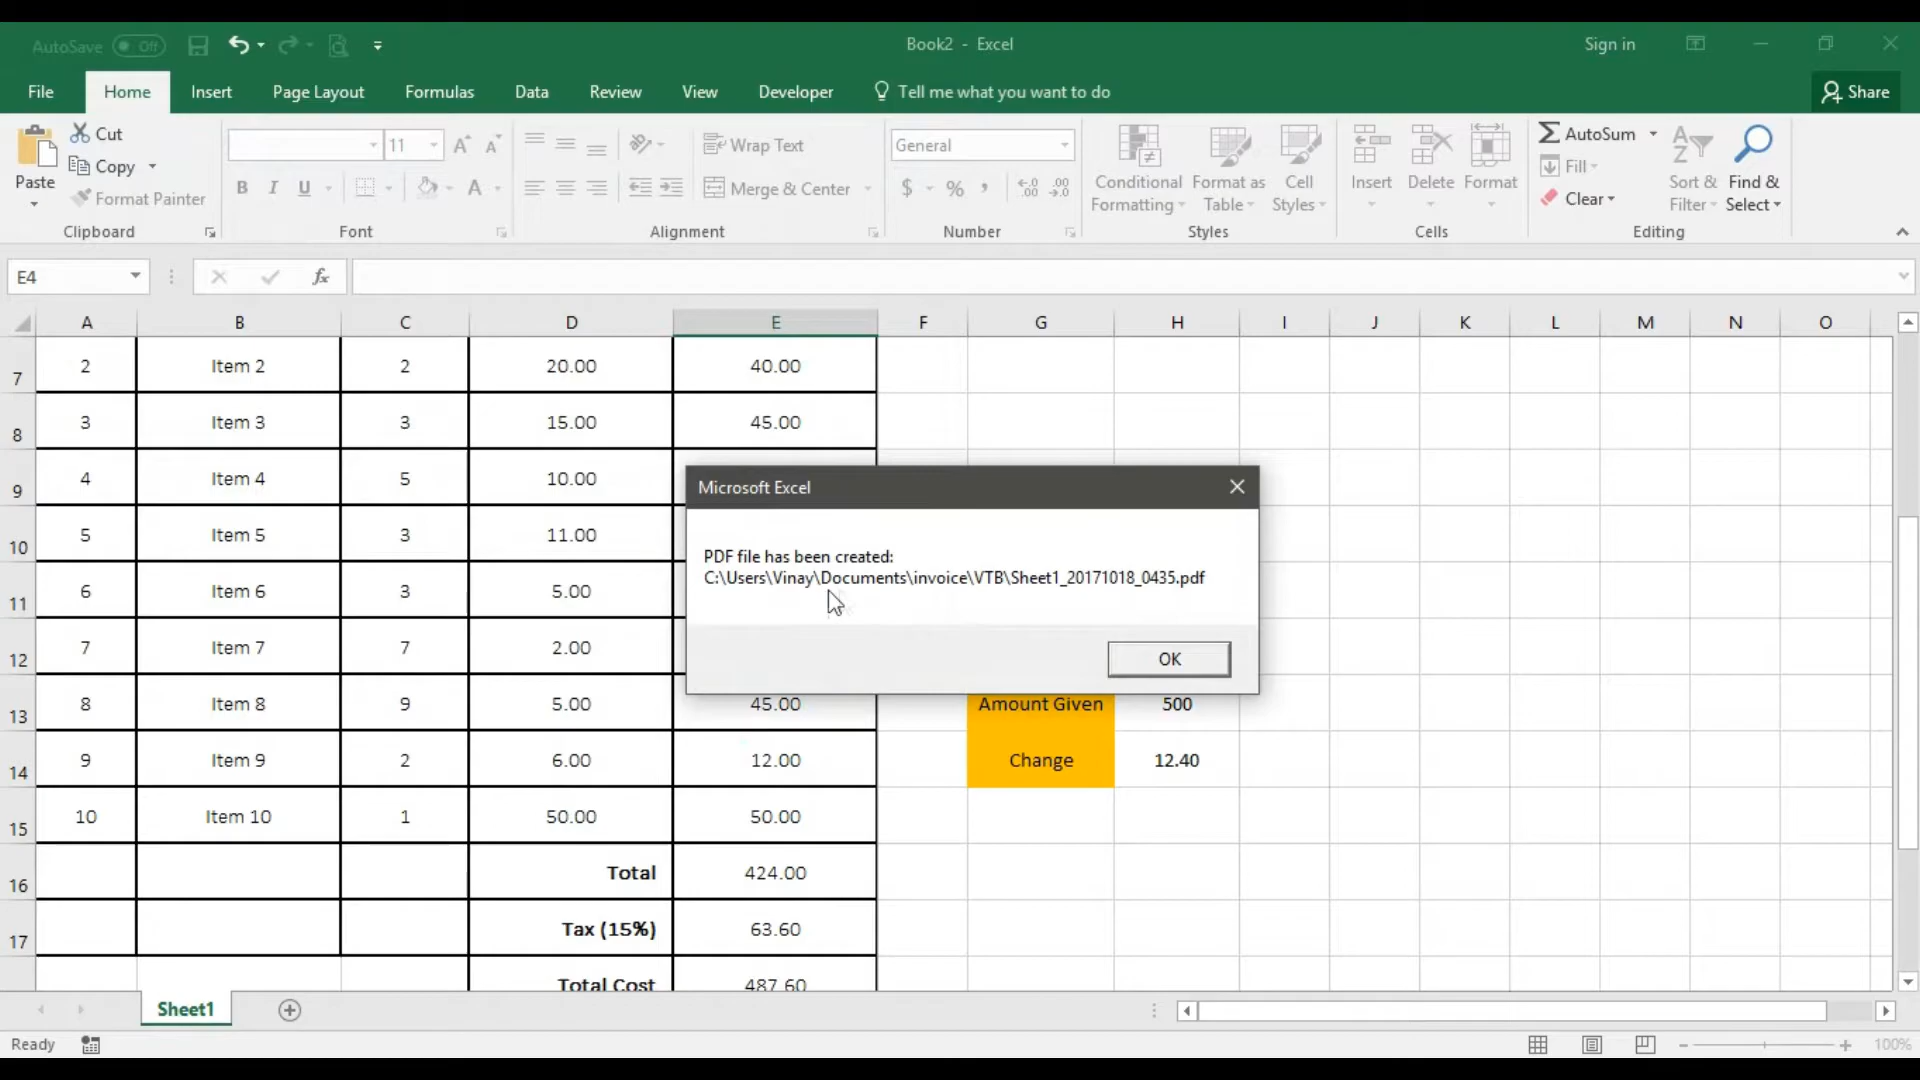 AutoSave Off
Book2 - Excel
Sign in
File Home Insert Page Layout Formulas Data Review View Developer Tell me what you want to do Share
Paste
Cut
Copy
Format Painter
Clipboard
11
B I U A
Font
Wrap Text
Merge & Center
Alignment
General
$ % ,
Number
Conditional Formatting
Format as Table
Cell Styles
Styles
Insert
Delete
Format
Cells
AutoSum
Fill
Clear
Sort & Filter
Find & Select
Editing
E4 fx
A B C D E F G H I J K L M N O
7 2 Item 2 2 20.00 40.00
8 3 Item 3 3 15.00 45.00
9 4 Item 4 5 10.00
10 5 Item 5 3 11.00
11 6 Item 6 3 5.00
12 7 Item 7 7 2.00
13 8 Item 8 9 5.00 45.00 Amount Given 500
14 9 Item 9 2 6.00 12.00 Change 12.40
15 10 Item 10 1 50.00 50.00
16 Total 424.00
17 Tax (15%) 63.60
Total Cost 487.60
Microsoft Excel
PDF file has been created:
C:\Users\Vinay\Documents\invoice\VTB\Sheet1_20171018_0435.pdf
OK
Sheet1
Ready
100%